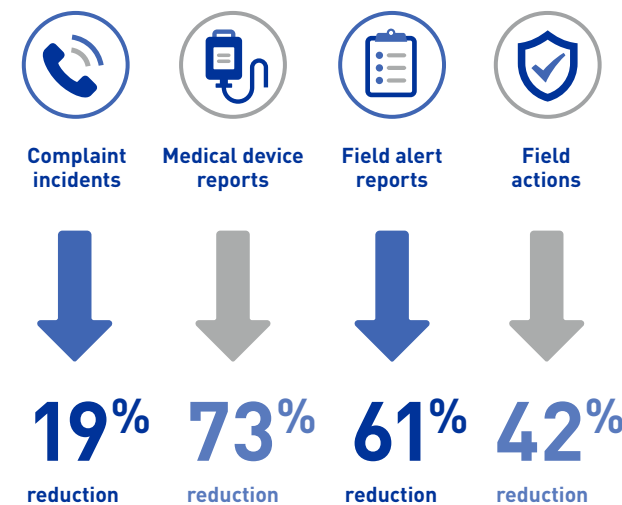 Complaint
incidents
Medical device
reports
Field alert
reports
Field
actions
19%
reduction
73%
reduction
61%
reduction
42%
reduction